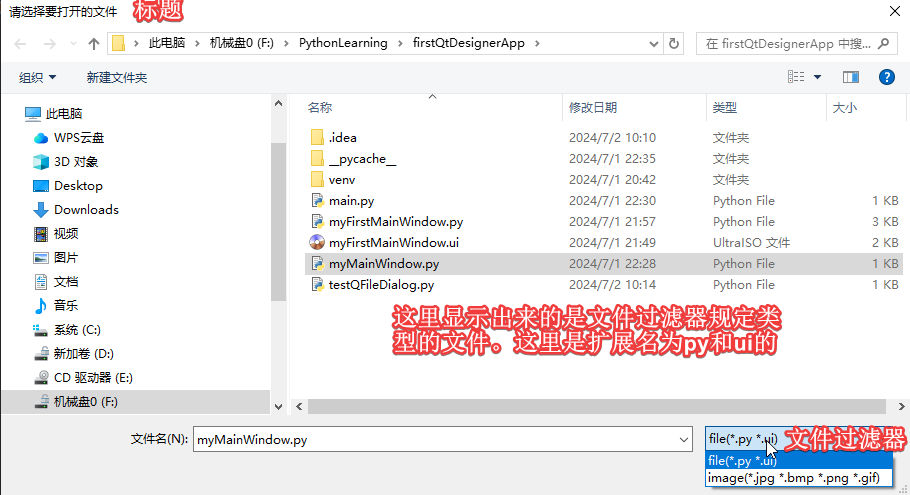 请选择要打开的文件 标题
此电脑 机械盘0 (F:) PythonLearning firstQtDesignerApp 在 firstQtDesignerApp 中搜...
组织 新建文件夹
名称 修改日期 类型 大小
此电脑
WPS云盘
3D 对象
Desktop
Downloads
视频
图片
文档
音乐
系统 (C:)
新加卷 (D:)
CD 驱动器 (E:)
机械盘0 (F:)
.idea 2024/7/2 10:10 文件夹
__pycache__ 2024/7/1 22:35 文件夹
venv 2024/7/1 20:42 文件夹
main.py 2024/7/1 22:30 Python File 1 KB
myFirstMainWindow.py 2024/7/1 21:57 Python File 3 KB
myFirstMainWindow.ui 2024/7/1 21:49 UltraISO 文件 2 KB
myMainWindow.py 2024/7/1 22:28 Python File 1 KB
testQFileDialog.py 2024/7/2 10:14 Python File 1 KB
这里显示出来的是文件过滤器规定类
型的文件。这里是扩展名为py和ui的
文件名(N): myMainWindow.py file(*.py *.ui) 文件过滤器
file(*.py *.ui)
image(*.jpg *.bmp *.png *.gif)